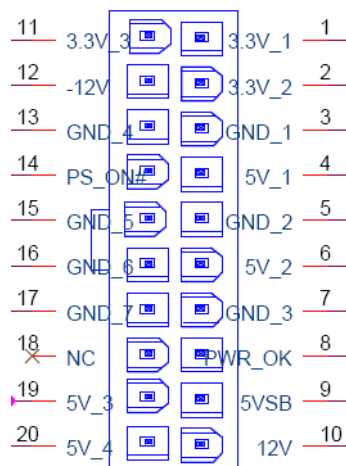 11 3.3V_3 3.3V_1 1
12 -12V 3.3V_2 2
13 GND_4 GND_1 3
14 PS_ON# 5V_1 4
15 GND_5 GND_2 5
16 GND_6 5V_2 6
17 GND_7 GND_3 7
18 NC PWR_OK 8
19 5V_3 5VSB 9
20 5V_4 12V 10